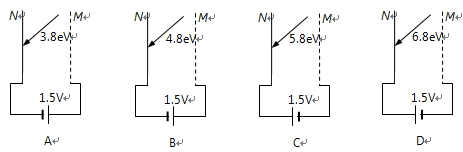 N M N M N M N M
3.8eV 4.8eV 5.8eV 6.8eV
1.5V 1.5V 1.5V 1.5V
A B C D